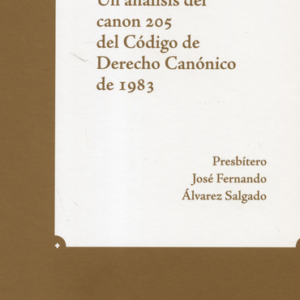 Un análisis del
canon 205
del Código de
Derecho Canónico
de 1983
Presbítero
José Fernando
Álvarez Salgado